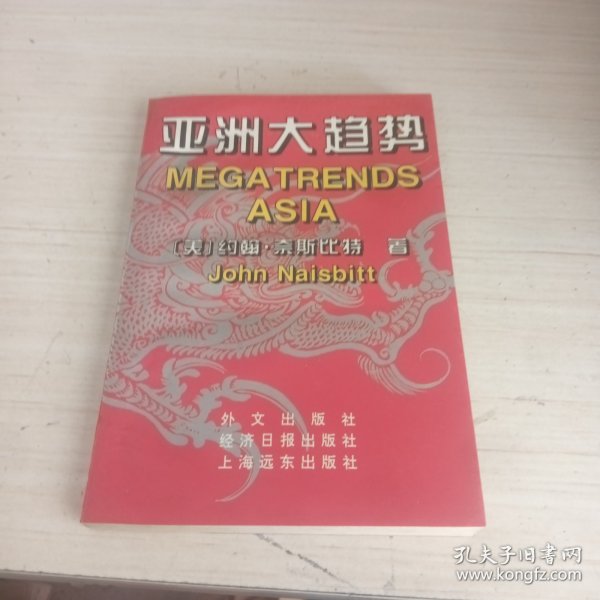 亚洲大趋势
MEGATRENDS
ASIA
〔美〕约翰·奈斯比特 著
John Naisbitt
外文出版社
经济日报出版社
上海远东出版社
孔夫子旧书网
www.kongfz.com